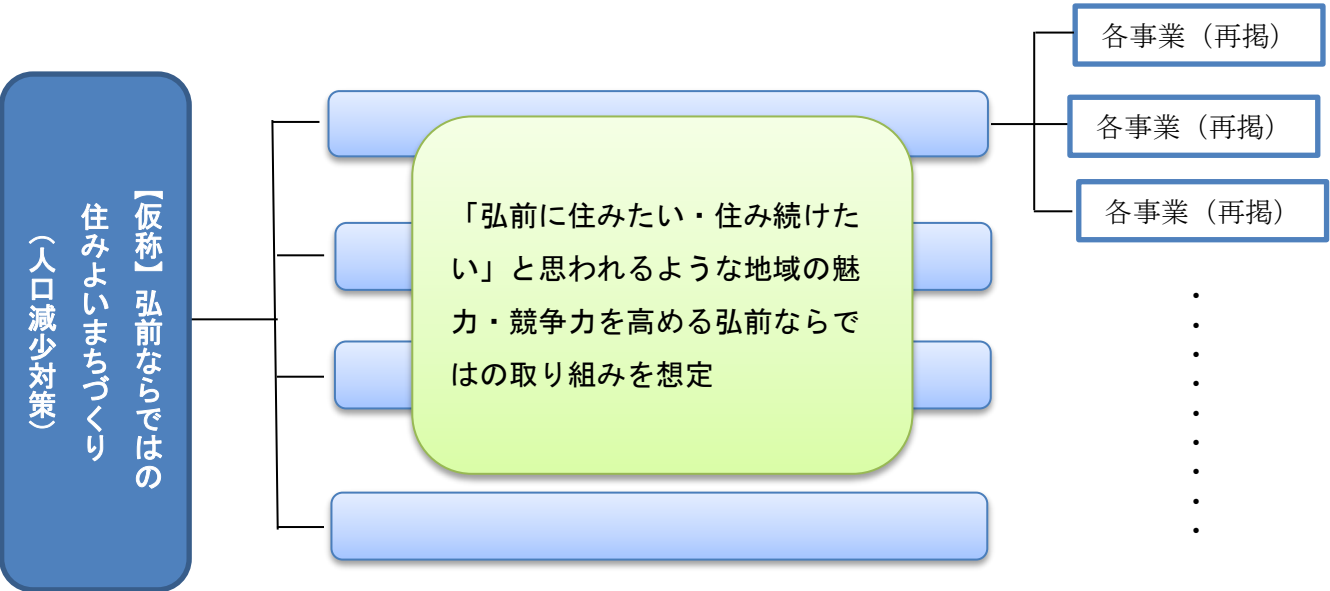 【仮称】弘前ならではの
住みよいまちづくり
（人口減少対策）
「弘前に住みたい・住み続けた
い」と思われるような地域の魅
力・競争力を高める弘前ならで
はの取り組みを想定
各事業（再掲）
各事業（再掲）
各事業（再掲）
・
・
・
・
・
・
・
・
・